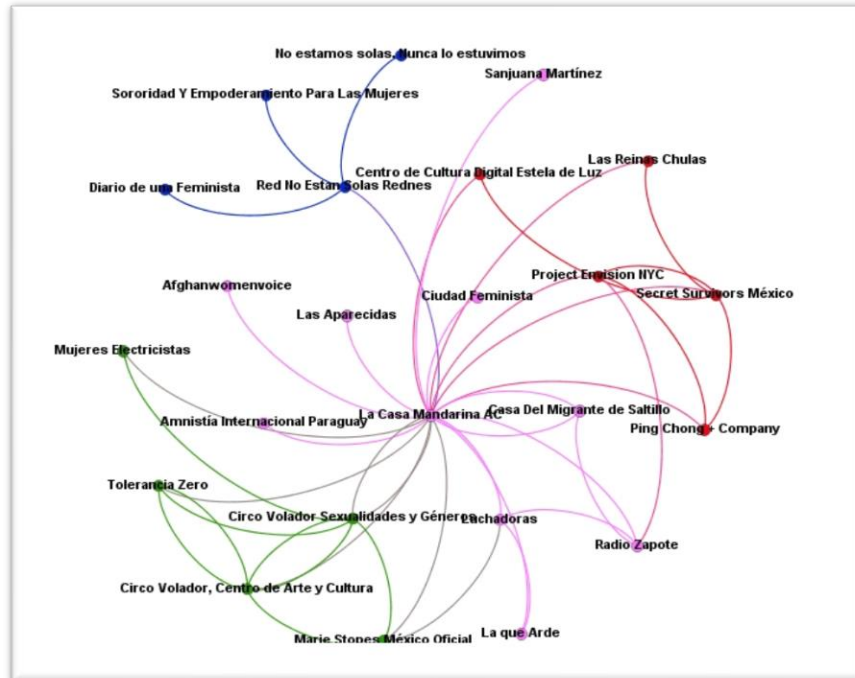 No estamos solas, Nunca lo estuvimos
Sanjuana Martínez
Sororidad Y Empoderamiento Para Las Mujeres
Las Reinas Chulas
Centro de Cultura Digital Estela de Luz
Diario de una Feminista
Red No Estan Solas Rednes
Project Envision NYC
Afghanwomenvoice
Ciudad Feminista
Secret Survivors México
Las Aparecidas
Mujeres Electricistas
La Casa Mandarina AC
Casa Del Migrante de Saltillo
Amnistía Internacional Paraguay
Ping Chong + Company
Tolerancia Zero
Circo Volador Sexualidades y Géneros
Luchadoras
Radio Zapote
Circo Volador, Centro de Arte y Cultura
La que Arde
Marie Stopes México Oficial